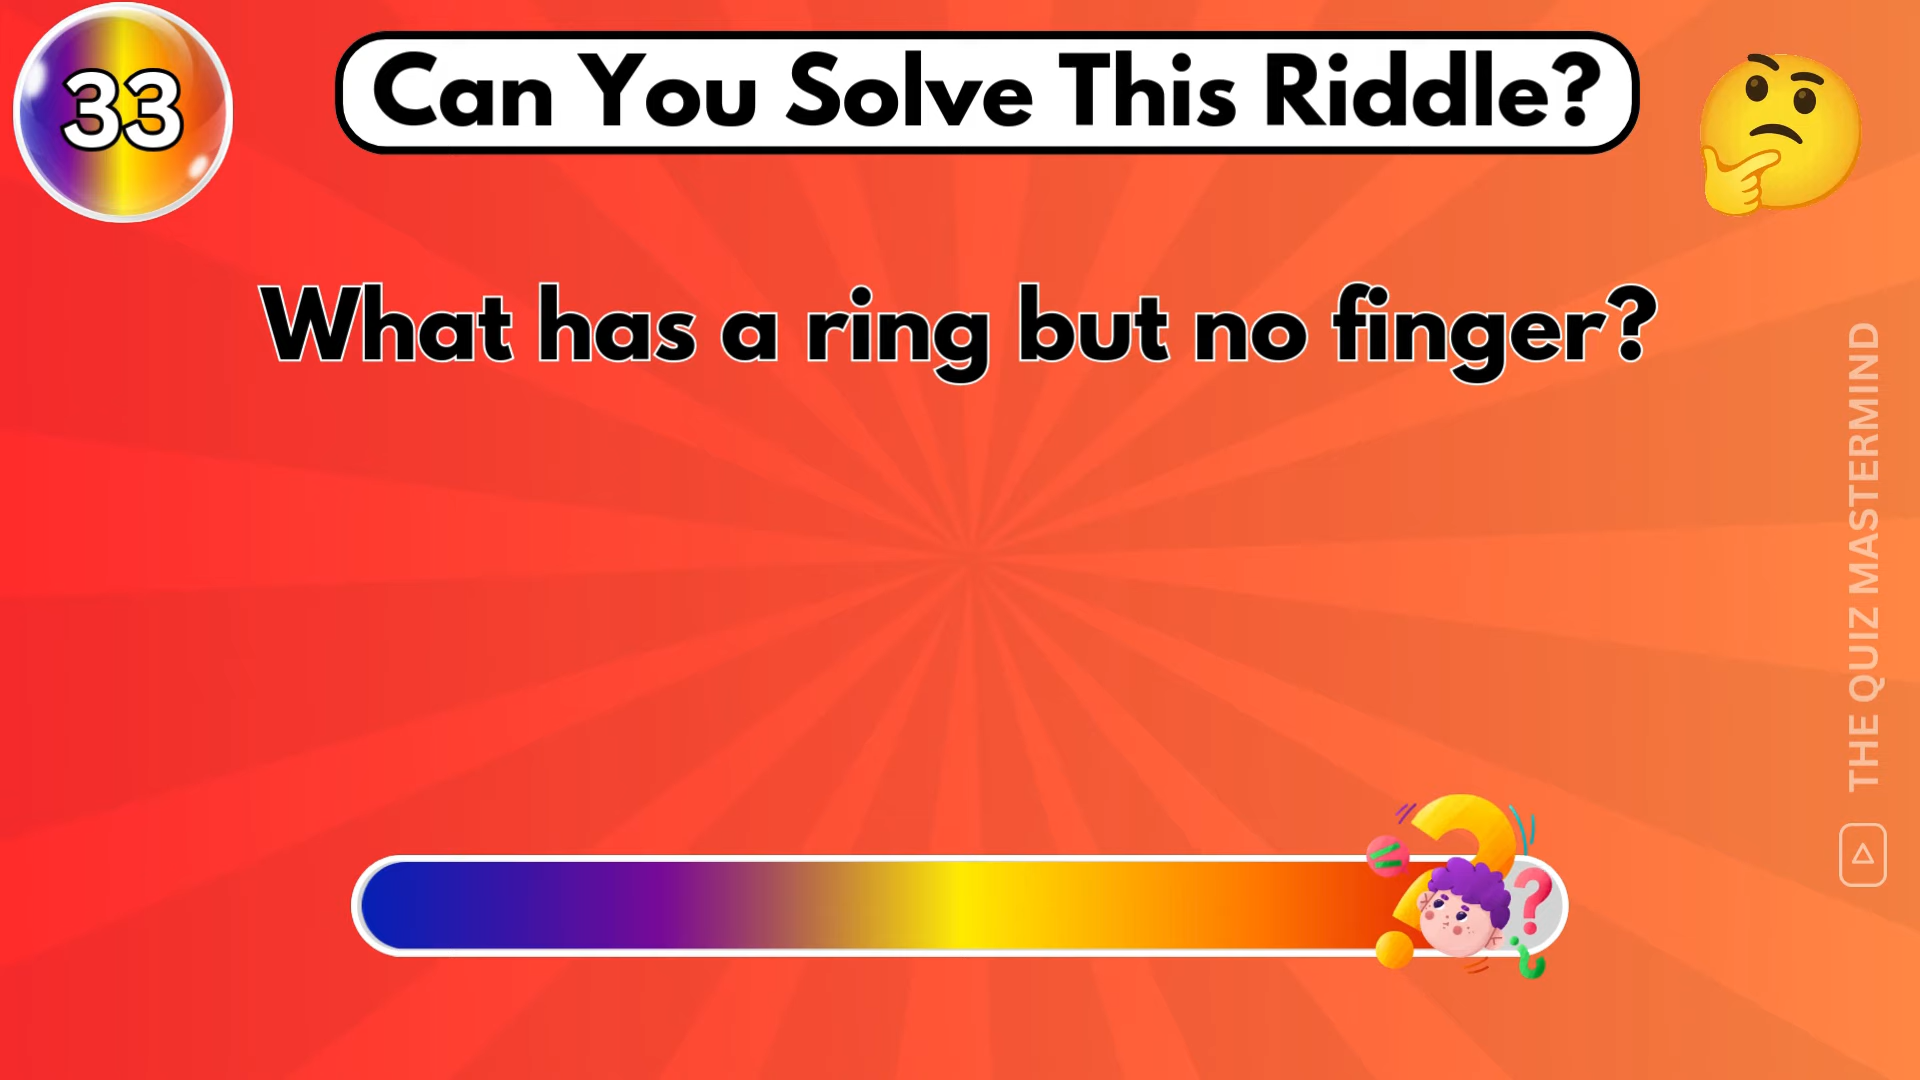 33
Can You Solve This Riddle?
What has a ring but no finger?
THE QUIZ MASTERMIND